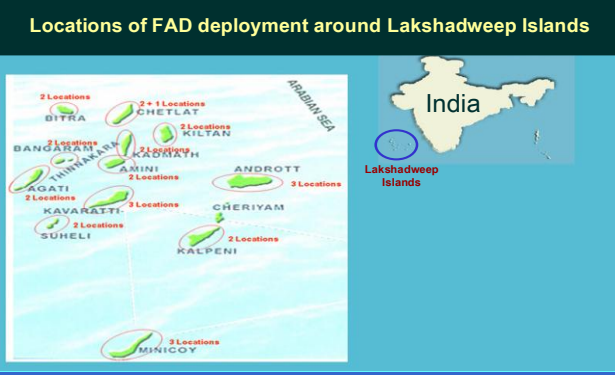 Locations of FAD deployment around Lakshadweep Islands
ARABIAN SEA
2 Locations
BITRA
2 + 1 Locations
CHETLAT
2 Locations
KILTAN
2 Locations
BANGARAM
THINNAKARA
2 Locations
KADMATH
AMINI
2 Locations
ANDROTT
3 Locations
AGATI
2 Locations
KAVARATTI
3 Locations
CHERIYAM
2 Locations
SUHELI
2 Locations
KALPENI
3 Locations
MINICOY
India
Lakshadweep
Islands